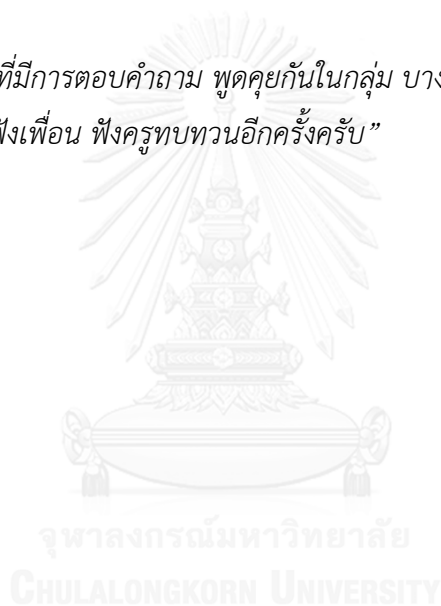 ที่มีการตอบคำถาม พูดคุยกันในกลุ่ม บาง
ฟังเพื่อน ฟังครูทบทวนอีกครั้งครับ”
จุฬาลงกรณ์มหาวิทยาลัย
CHULALONGKORN UNIVERSITY